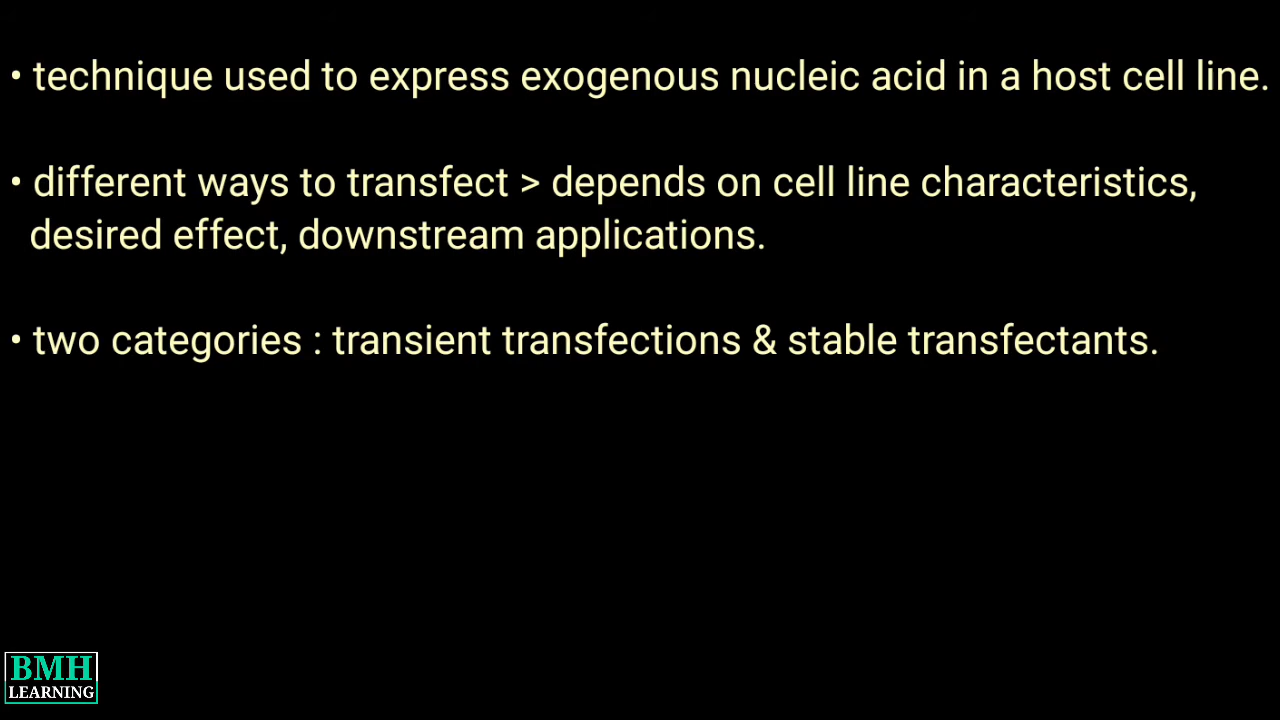 • technique used to express exogenous nucleic acid in a host cell line.
• different ways to transfect > depends on cell line characteristics,
desired effect, downstream applications.
• two categories : transient transfections & stable transfectants.
BMH
LEARNING